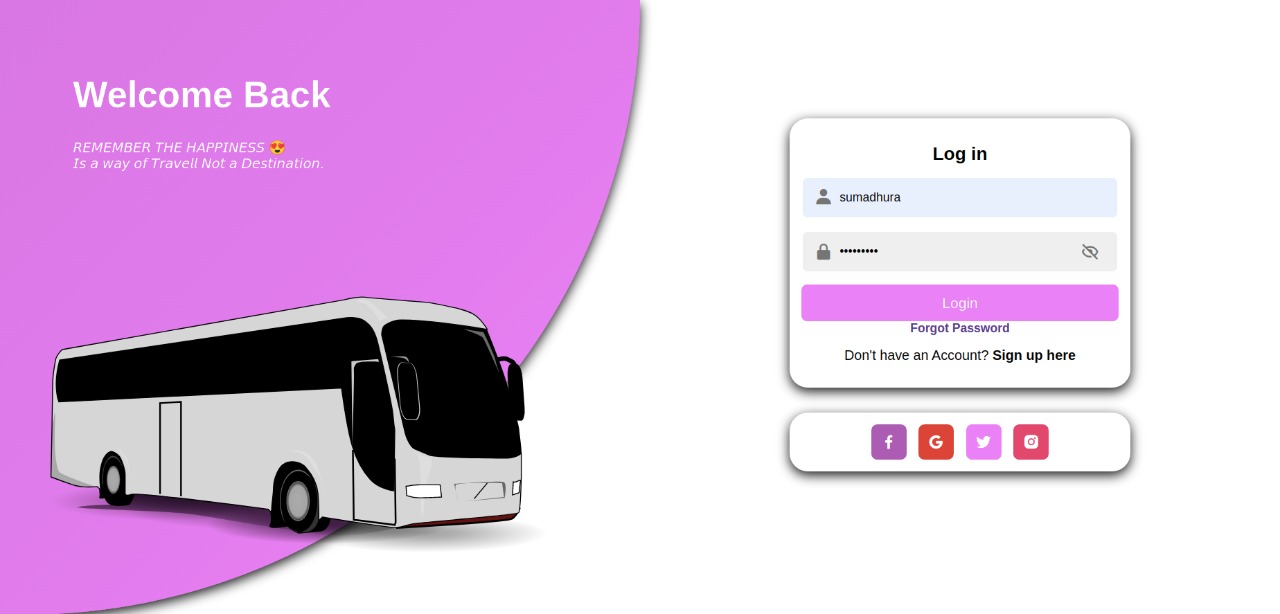 Welcome Back
REMEMBER THE HAPPINESS 😍
Is a way of Travell Not a Destination.
Log in
sumadhura
•••••••••
Login
Forgot Password
Don't have an Account? Sign up here